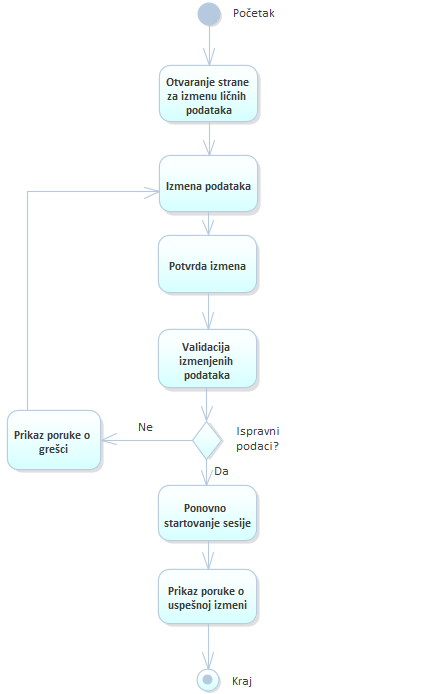 Početak
Otvaranje strane
za izmenu ličnih
podataka
Izmena podataka
Potvrda izmena
Validacija
izmenjenih
podataka
Ispravni
podaci?
Ne
Prikaz poruke o
grešci
Da
Ponovno
startovanje sesije
Prikaz poruke o
uspešnoj izmeni
Kraj